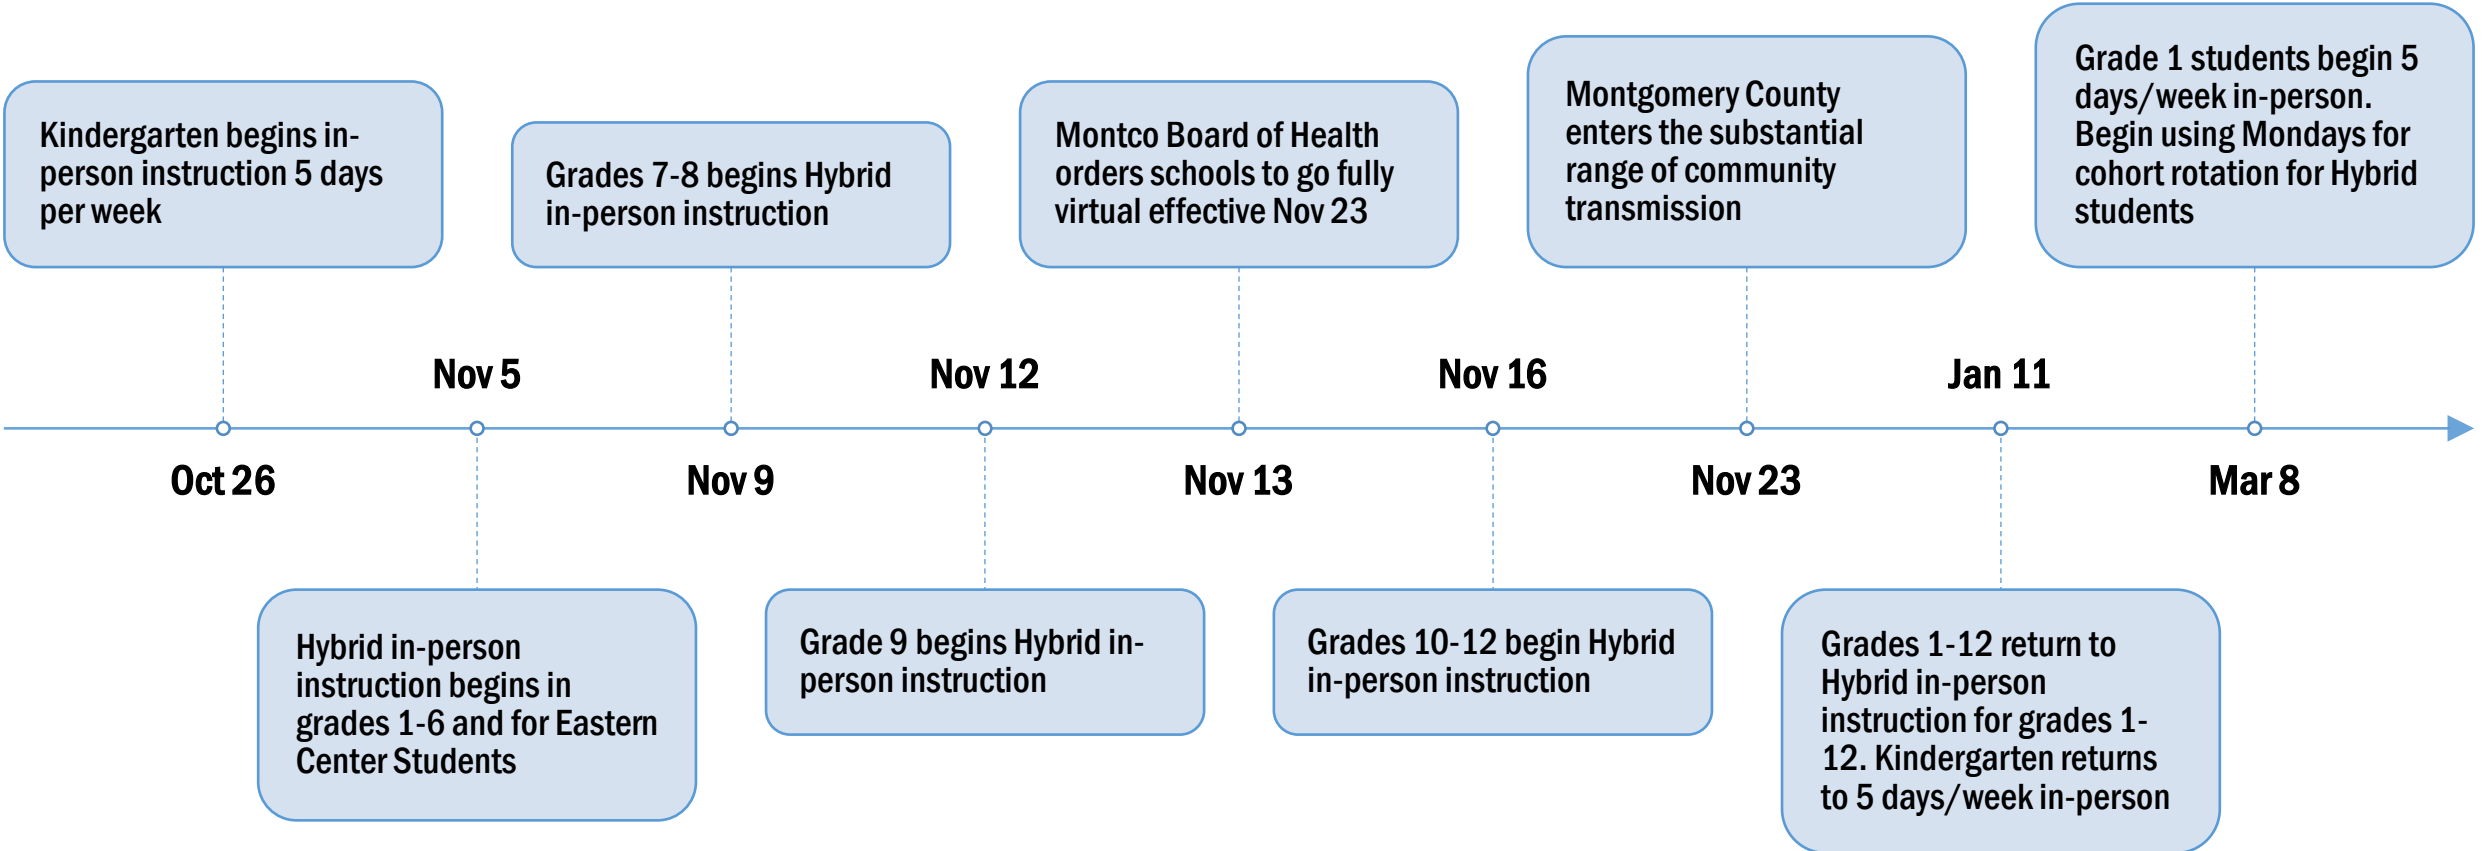 Kindergarten begins in-
person instruction 5 days
per week
Oct 26
Nov 5
Hybrid in-person
instruction begins in
grades 1-6 and for Eastern
Center Students
Grades 7-8 begins Hybrid
in-person instruction
Nov 9
Nov 12
Grade 9 begins Hybrid in-
person instruction
Montco Board of Health
orders schools to go fully
virtual effective Nov 23
Nov 13
Nov 16
Grades 10-12 begin Hybrid
in-person instruction
Montgomery County
enters the substantial
range of community
transmission
Nov 23
Jan 11
Grades 1-12 return to
Hybrid in-person
instruction for grades 1-
12. Kindergarten returns
to 5 days/week in-person
Grade 1 students begin 5
days/week in-person.
Begin using Mondays for
cohort rotation for Hybrid
students
Mar 8